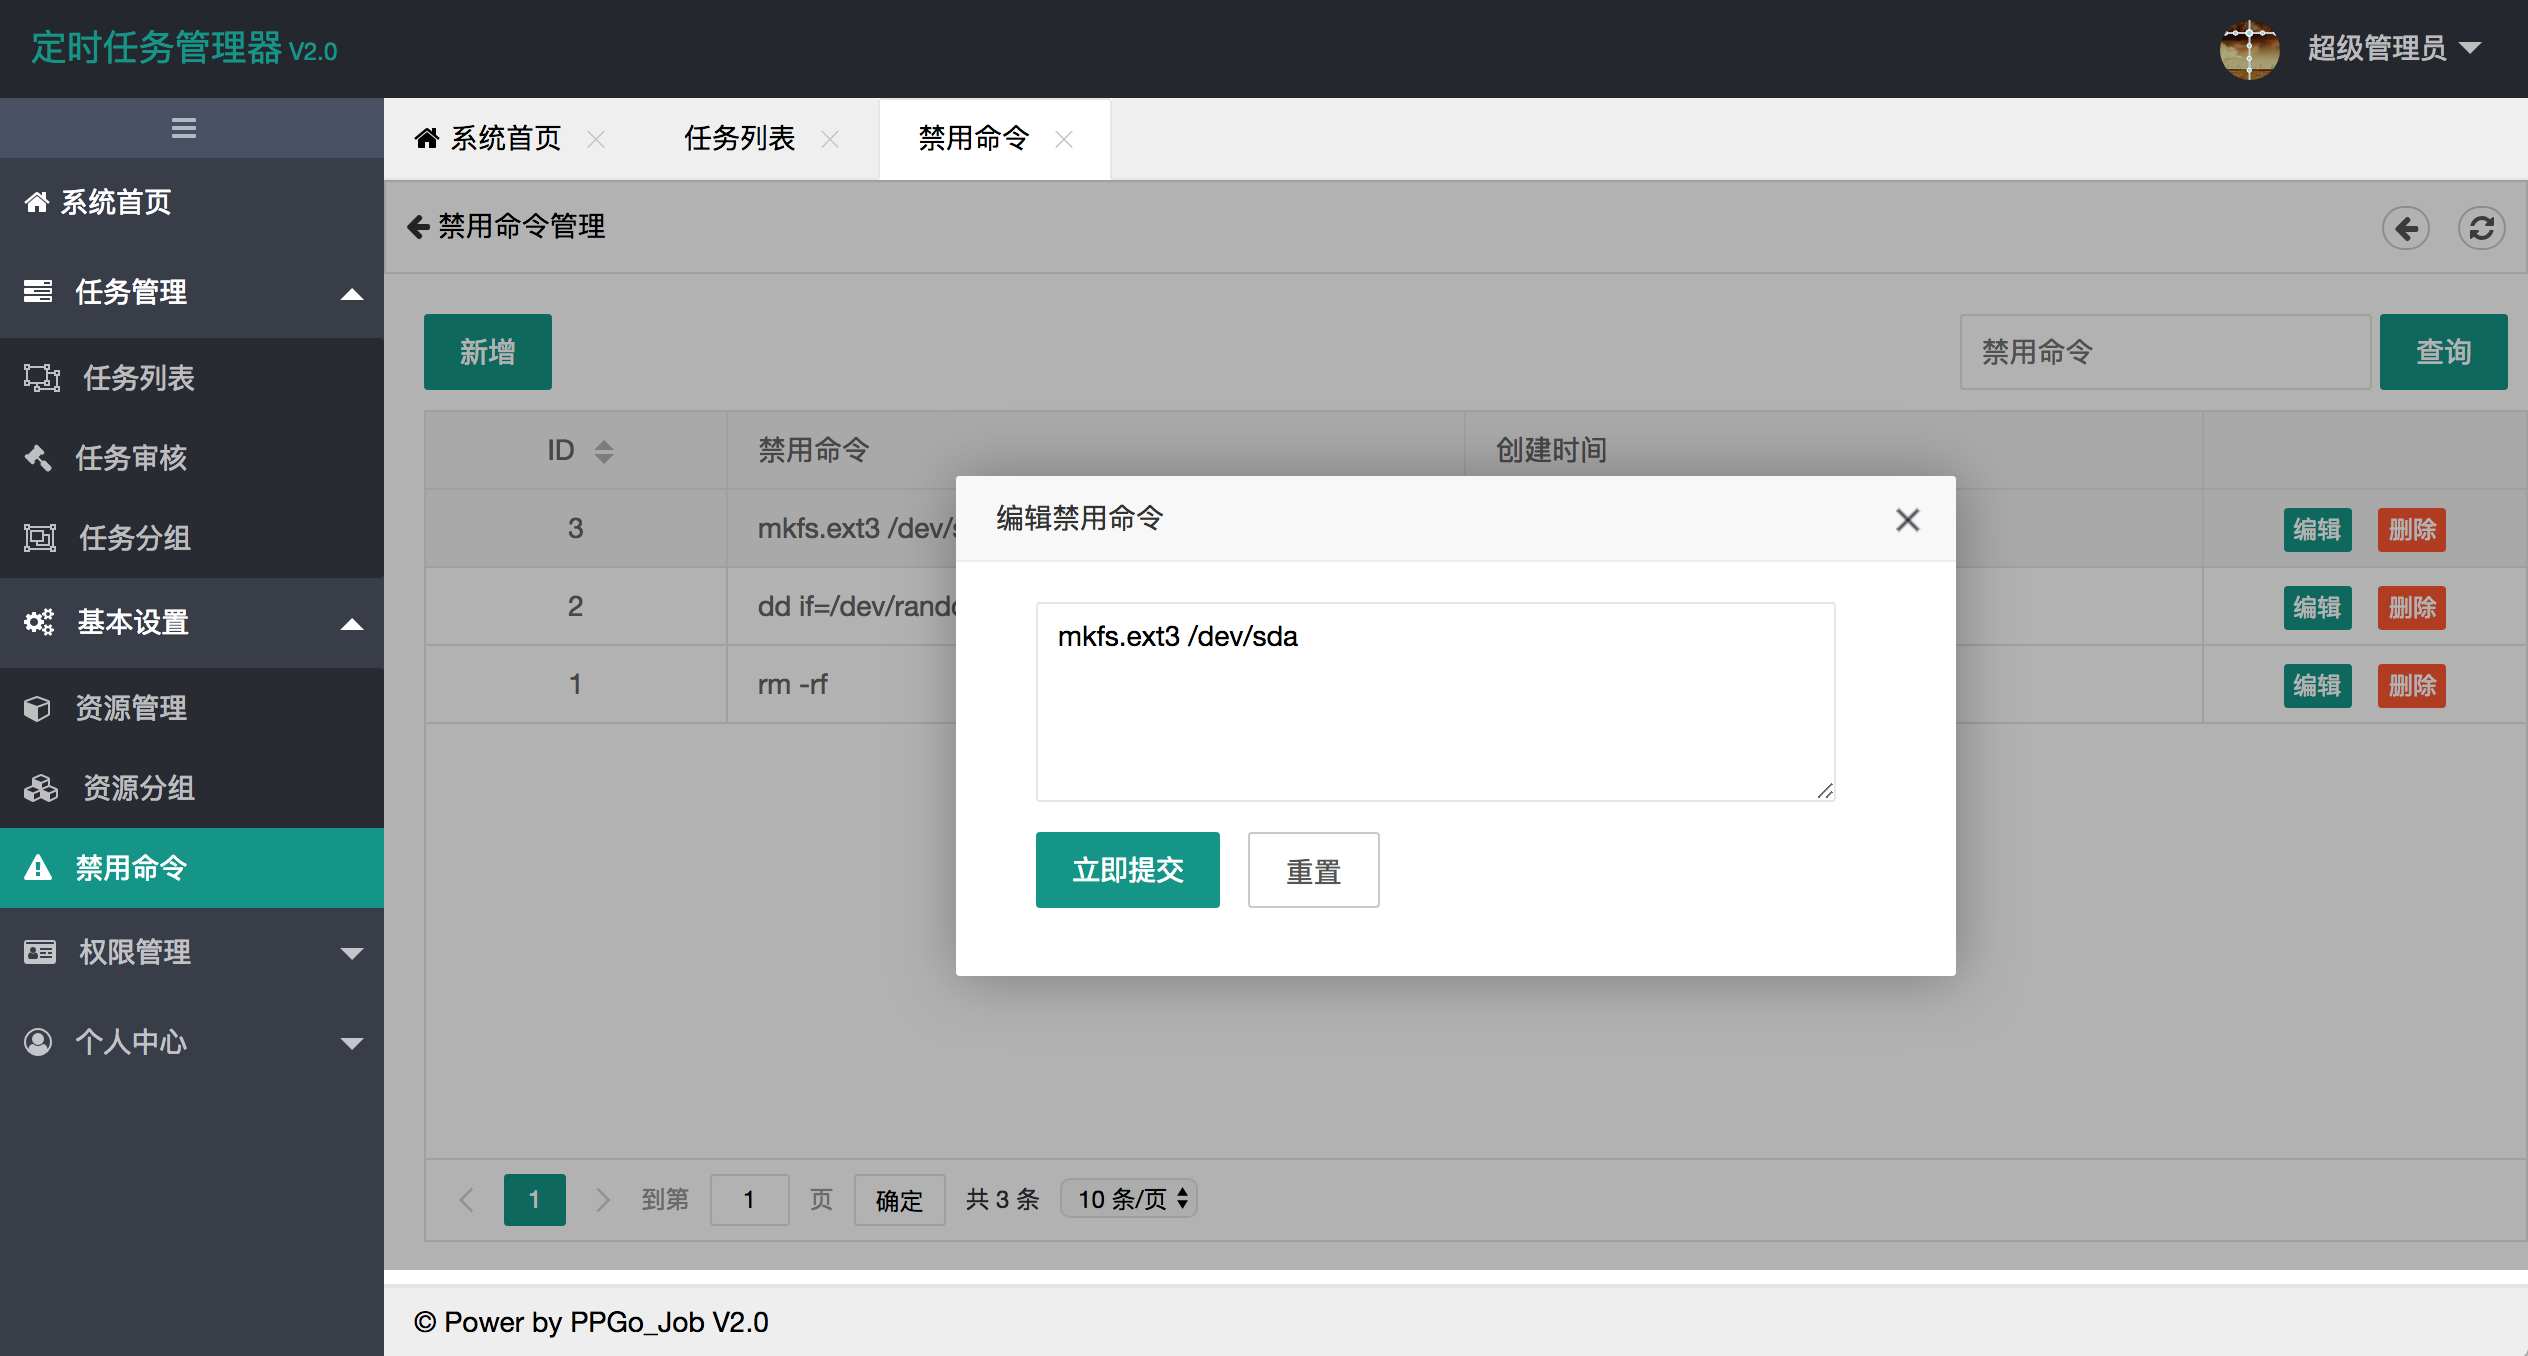 定时任务管理器 V2.0
超级管理员
系统首页
任务管理
任务列表
任务审核
任务分组
基本设置
资源管理
资源分组
禁用命令
权限管理
个人中心
系统首页 任务列表 禁用命令
禁用命令管理
新增 禁用命令 查询
ID 禁用命令 创建时间
3 mkfs.ext3 /dev/ 编辑 删除
2 dd if=/dev/rand 编辑 删除
1 rm -rf 编辑 删除
编辑禁用命令
mkfs.ext3 /dev/sda
立即提交 重置
1 到第 1 页 确定 共 3 条 10 条/页
© Power by PPGo_Job V2.0